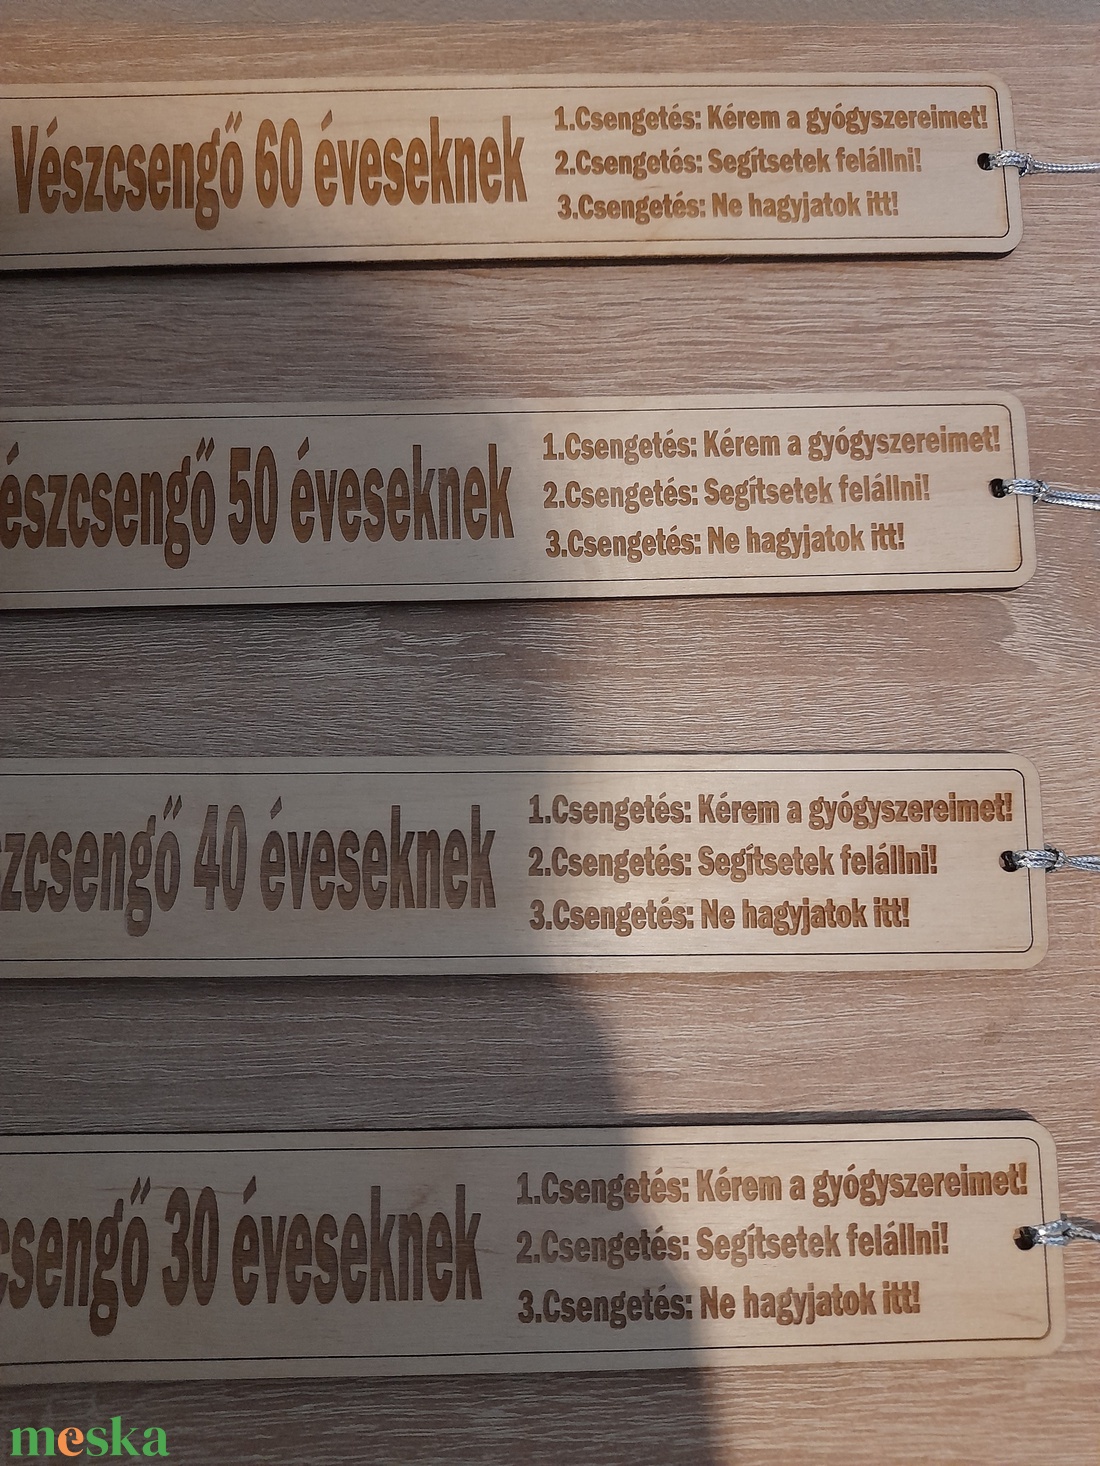 Vészcsengő 60 éveseknek
1.Csengetés: Kérem a gyógyszereimet!
2.Csengetés: Segítsetek felállni!
3.Csengetés: Ne hagyjatok itt!
észcsengő 50 éveseknek
1.Csengetés: Kérem a gyógyszereimet!
2.Csengetés: Segítsetek felállni!
3.Csengetés: Ne hagyjatok itt!
szcsengő 40 éveseknek
1.Csengetés: Kérem a gyógyszereimet!
2.Csengetés: Segítsetek felállni!
3.Csengetés: Ne hagyjatok itt!
csengő 30 éveseknek
1.Csengetés: Kérem a gyógyszereimet!
2.Csengetés: Segítsetek felállni!
3.Csengetés: Ne hagyjatok itt!
meska